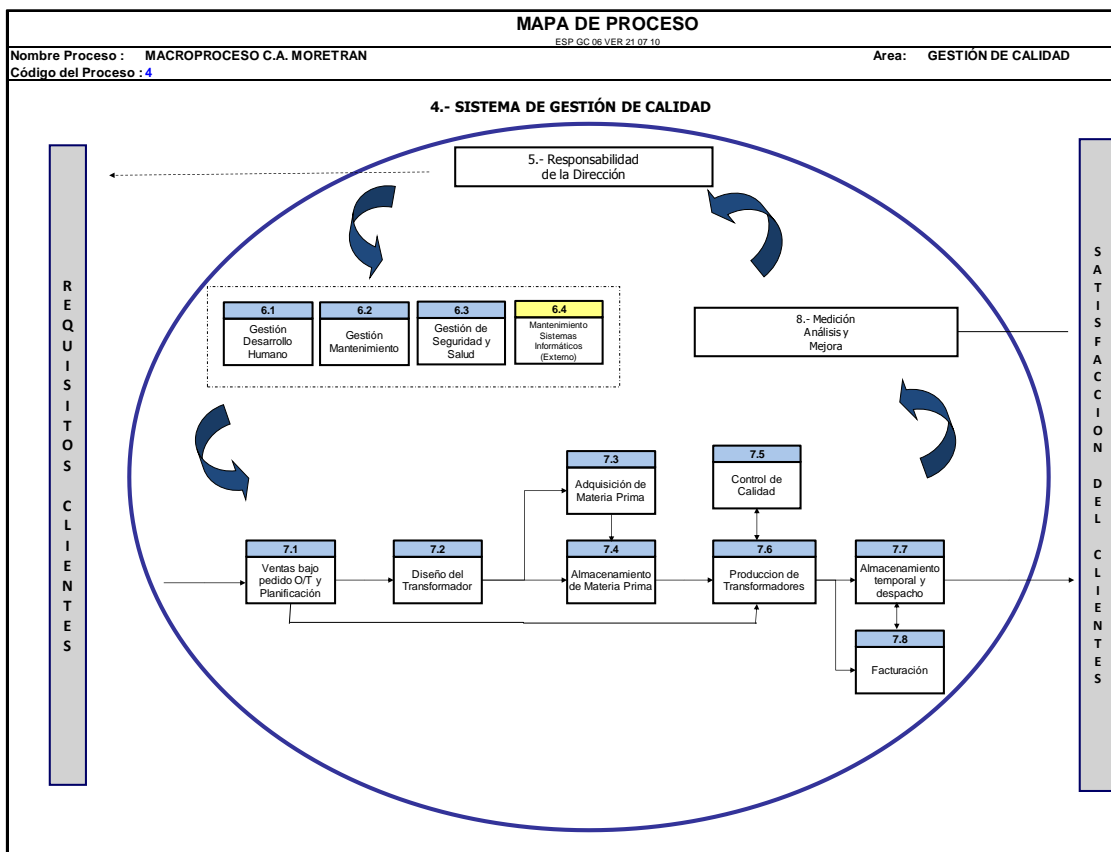 MAPA DE PROCESO
ESP GC 06 VER 21 07 10
Nombre Proceso : MACROPROCESO C.A. MORETRAN Area: GESTIÓN DE CALIDAD
Código del Proceso : 4
4.- SISTEMA DE GESTIÓN DE CALIDAD
REQUISITOS CLIENTES
5.- Responsabilidad
de la Dirección
6.1
Gestión
Desarrollo
Humano
6.2
Gestión
Mantenimiento
6.3
Gestión de
Seguridad y
Salud
6.4
Mantenimiento
Sistemas
Informáticos
(Externo)
8.- Medición
Análisis y
Mejora
7.3
Adquisición de
Materia Prima
7.5
Control de
Calidad
7.1
Ventas bajo
pedido O/T y
Planificación
7.2
Diseño del
Transformador
7.4
Almacenamiento
de Materia Prima
7.6
Produccion de
Transformadores
7.7
Almacenamiento
temporal y
despacho
7.8
Facturación
SATISFACCION DEL CLIENTES